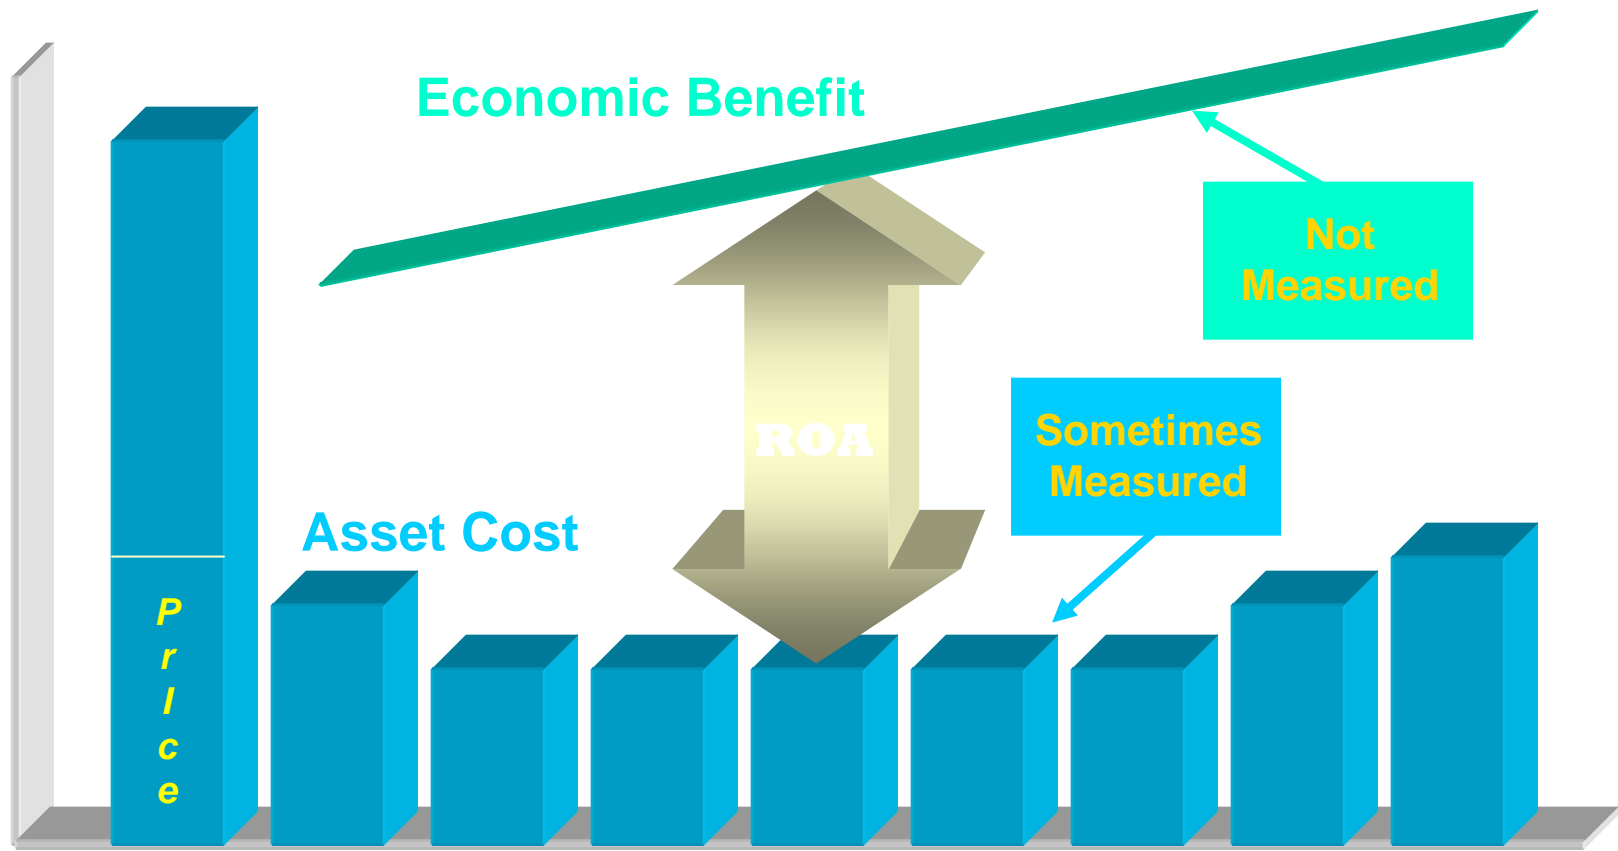 Economic Benefit
Not
Measured
ROA
Sometimes
Measured
Asset Cost
P
r
I
c
e